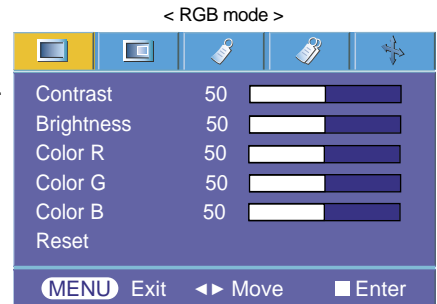 < RGB mode >
Contrast 50
Brightness 50
Color R 50
Color G 50
Color B 50
Reset
MENU Exit ◄► Move ■ Enter